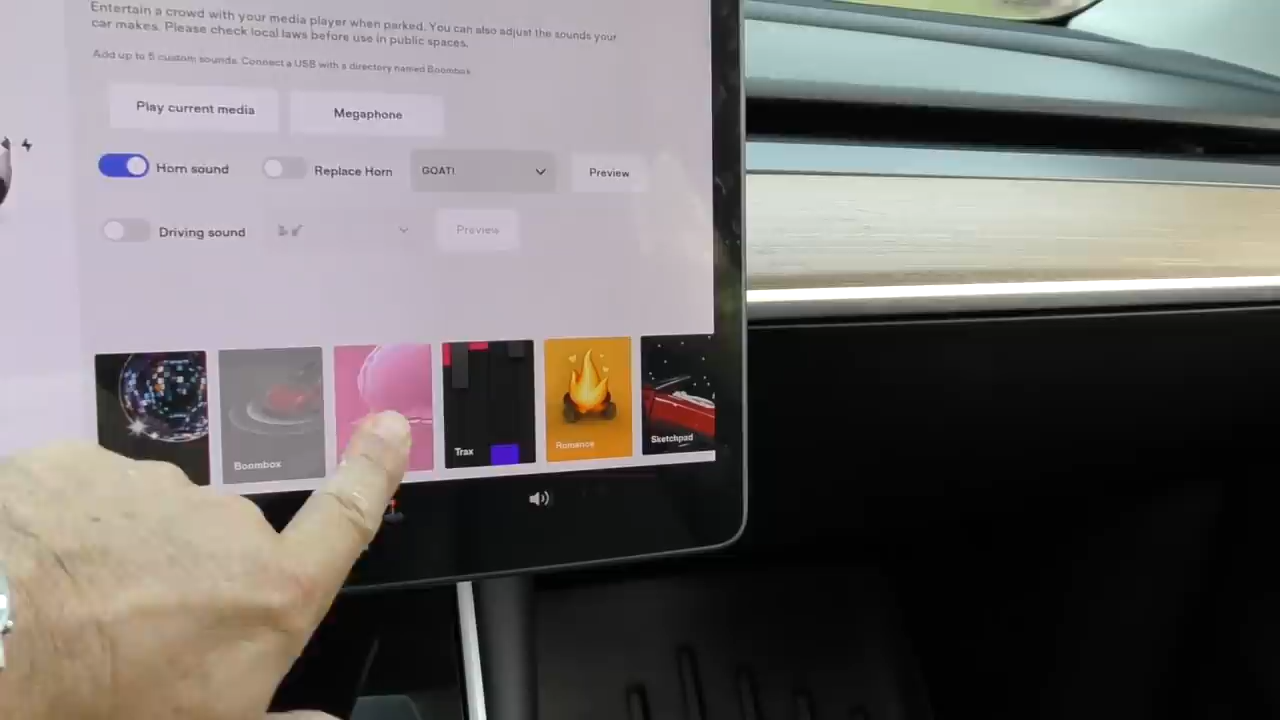 Entertain a crowd with your media player when parked. You can also adjust the sounds your
car makes. Please check local laws before use in public spaces.
Add up to 5 custom sounds. Connect a USB with a directory named Boombox
Play current media
Megaphone
Horn sound
Replace Horn
GOAT!
Preview
Driving sound
Preview
Boombox
Trax
Romance
Sketchpad